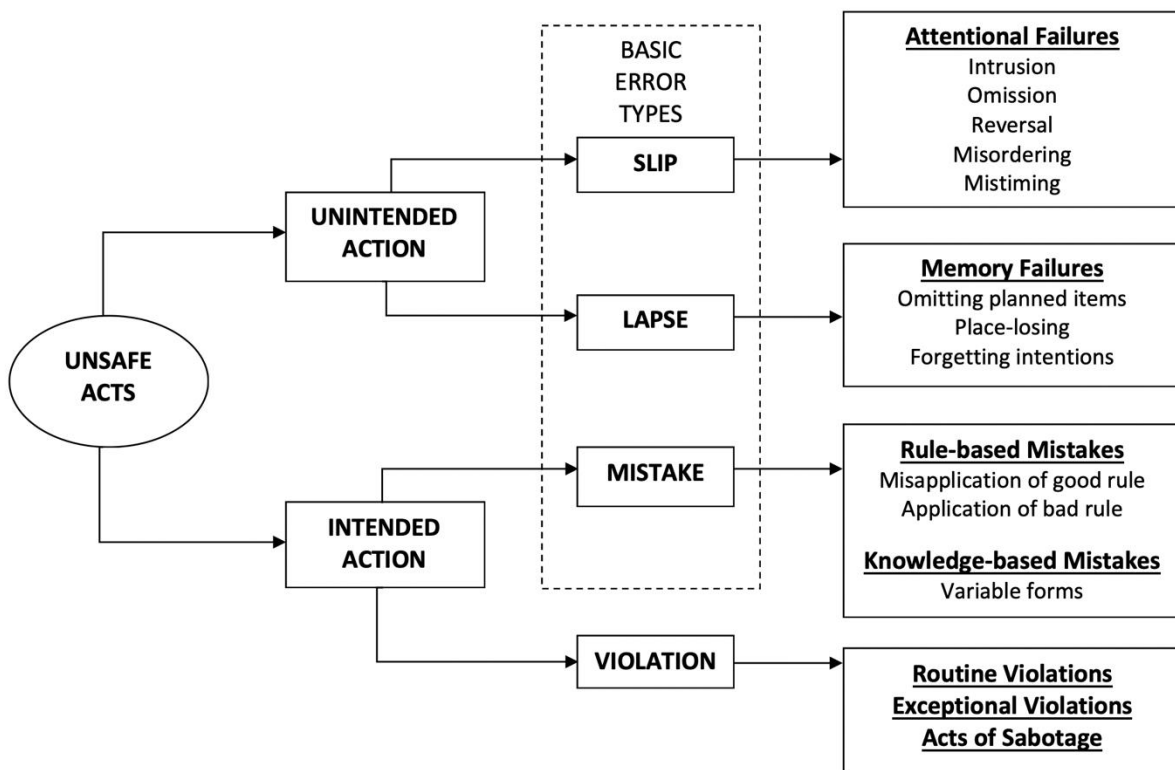 UNSAFE
ACTS
UNINTENDED
ACTION
INTENDED
ACTION
BASIC
ERROR
TYPES
SLIP
LAPSE
MISTAKE
VIOLATION
Attentional Failures
Intrusion
Omission
Reversal
Misordering
Mistiming
Memory Failures
Omitting planned items
Place-losing
Forgetting intentions
Rule-based Mistakes
Misapplication of good rule
Application of bad rule
Knowledge-based Mistakes
Variable forms
Routine Violations
Exceptional Violations
Acts of Sabotage